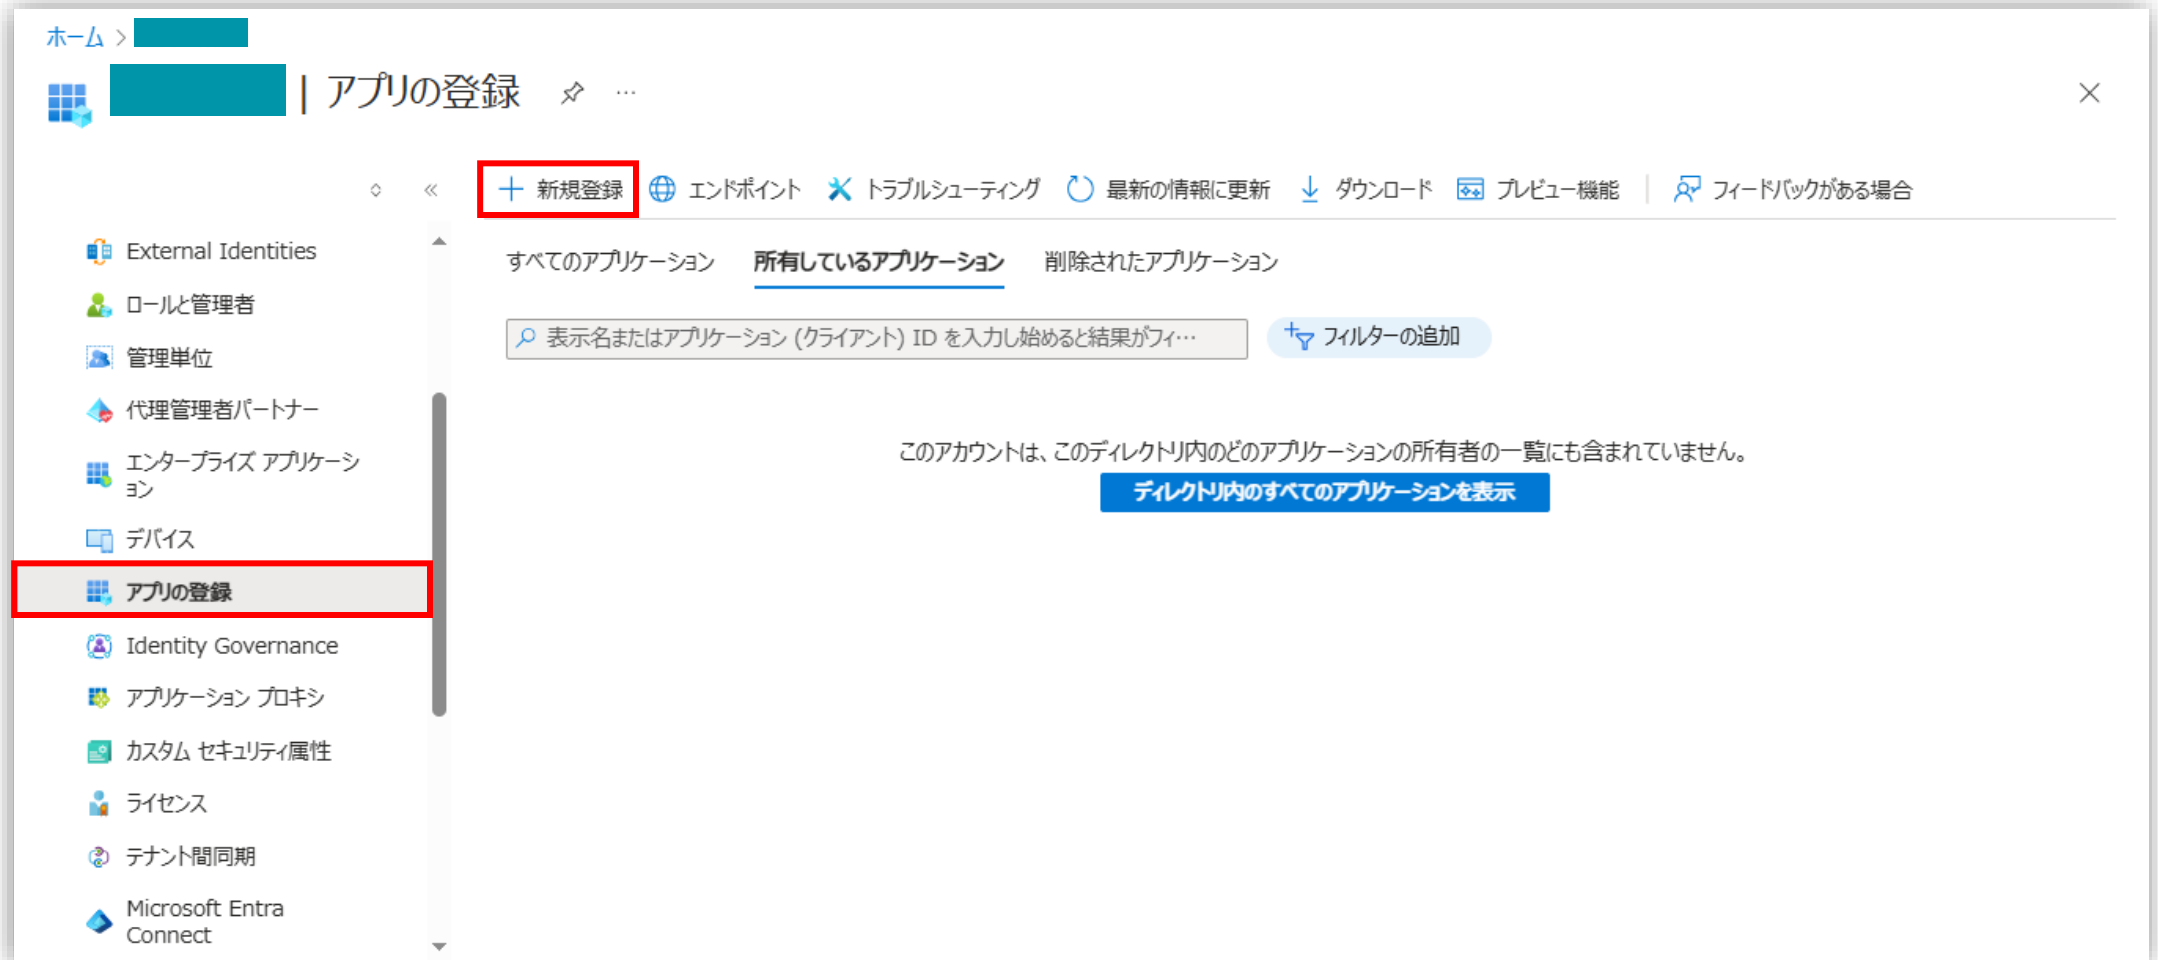 ホーム >
| アプリの登録 …
+ 新規登録 エンドポイント トラブルシューティング 最新の情報に更新 ダウンロード プレビュー機能 | フィードバックがある場合
External Identities
ロールと管理者
管理単位
代理管理者パートナー
エンタープライズ アプリケーシ
ョン
デバイス
アプリの登録
Identity Governance
アプリケーション プロキシ
カスタム セキュリティ属性
ライセンス
テナント間同期
Microsoft Entra
Connect
すべてのアプリケーション 所有しているアプリケーション 削除されたアプリケーション
表示名またはアプリケーション (クライアント) ID を入力し始めると結果がフィ… フィルターの追加
このアカウントは、このディレクトリ内のどのアプリケーションの所有者の一覧にも含まれていません。
ディレクトリ内のすべてのアプリケーションを表示